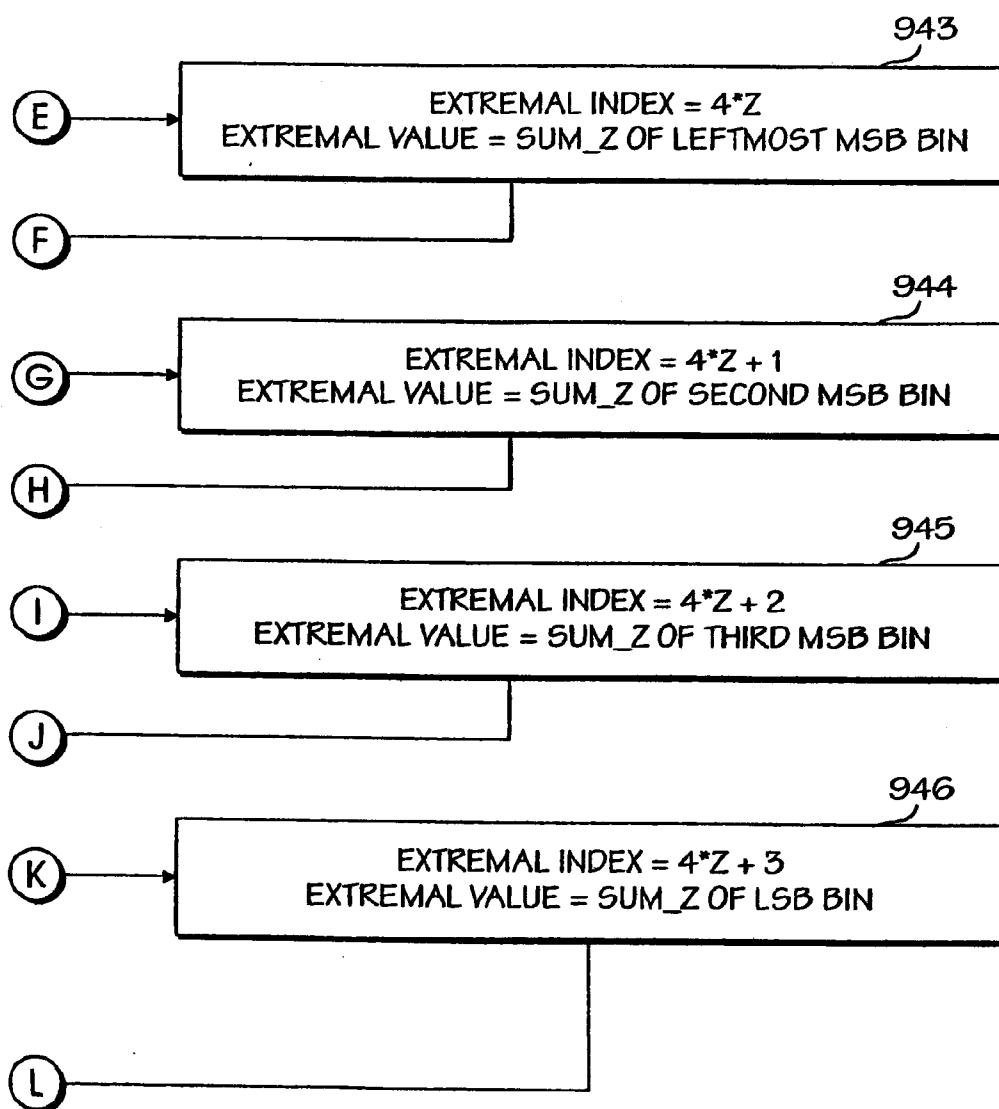 943
E
EXTREMAL INDEX = 4*Z
EXTREMAL VALUE = SUM_Z OF LEFTMOST MSB BIN
F
944
G
EXTREMAL INDEX = 4*Z + 1
EXTREMAL VALUE = SUM_Z OF SECOND MSB BIN
H
945
I
EXTREMAL INDEX = 4*Z + 2
EXTREMAL VALUE = SUM_Z OF THIRD MSB BIN
J
946
K
EXTREMAL INDEX = 4*Z + 3
EXTREMAL VALUE = SUM_Z OF LSB BIN
L